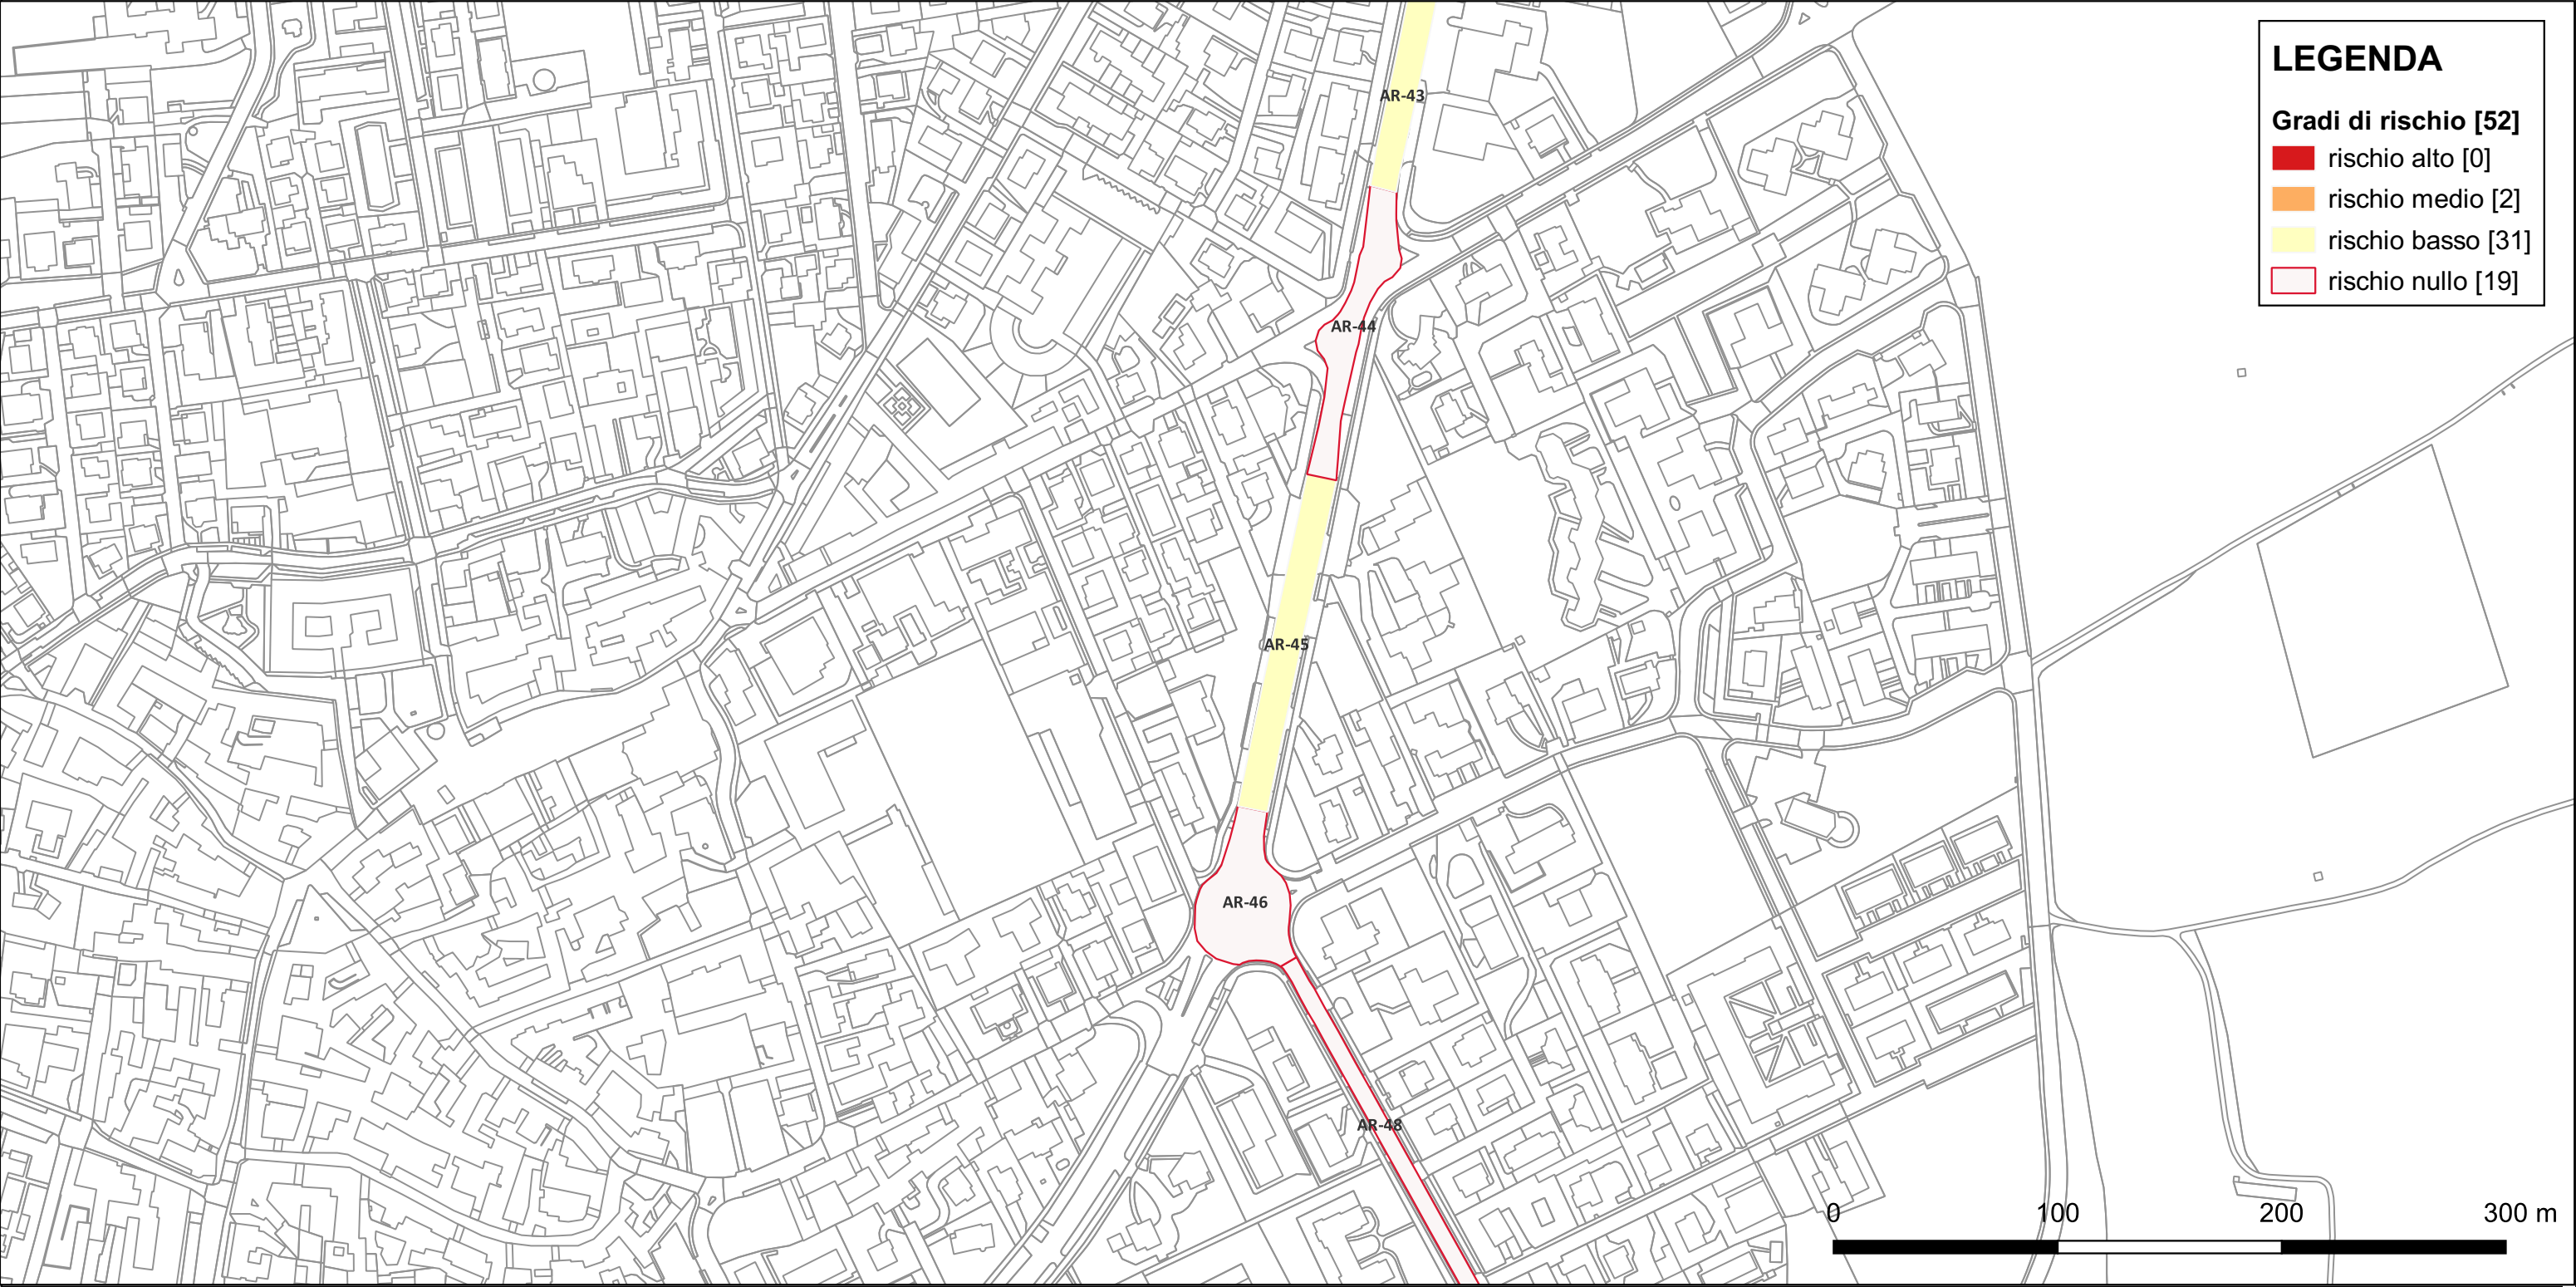 LEGENDA
Gradi di rischio [52]
rischio alto [0]
rischio medio [2]
rischio basso [31]
rischio nullo [19]
AR-43
AR-44
AR-45
AR-46
AR-48
0 100 200 300 m